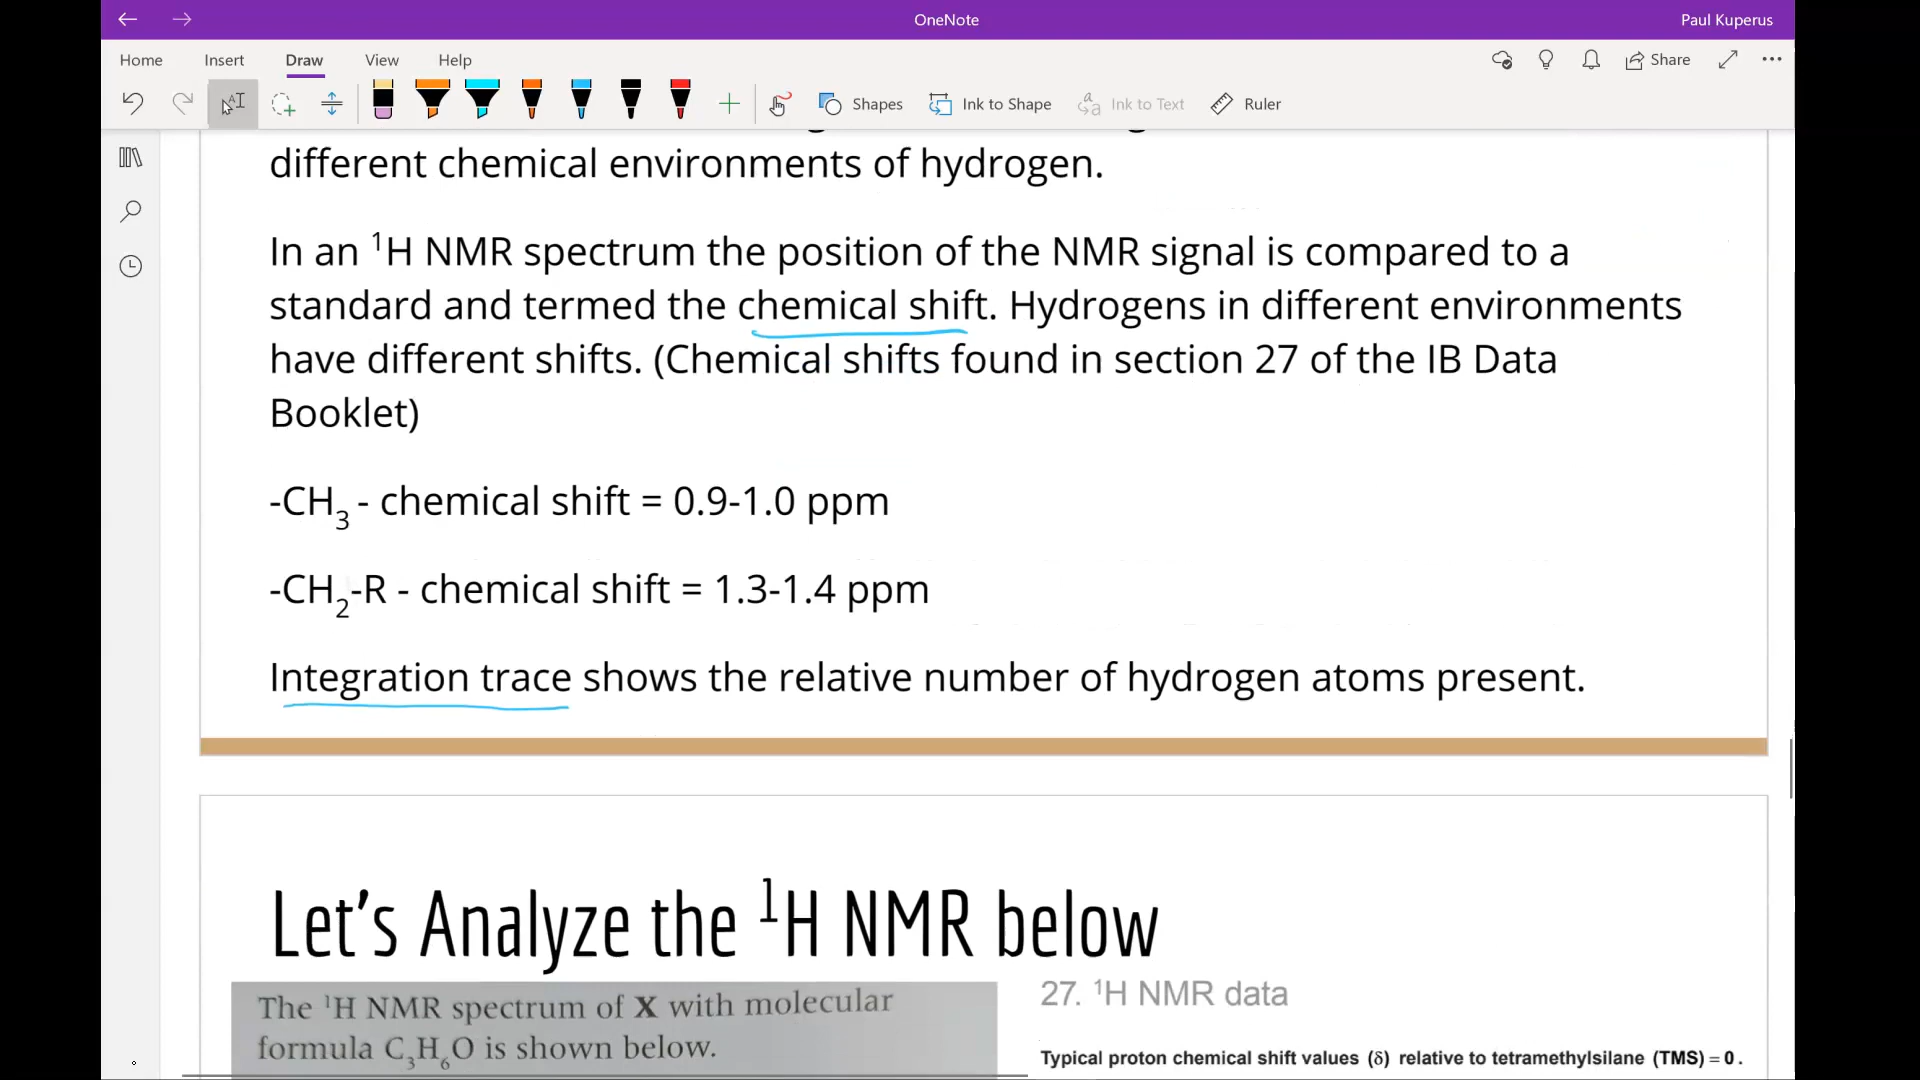 OneNote
Paul Kuperus
Home Insert Draw View Help
Share
Shapes Ink to Shape Ink to Text Ruler
different chemical environments of hydrogen.
In an ¹H NMR spectrum the position of the NMR signal is compared to a
standard and termed the chemical shift. Hydrogens in different environments
have different shifts. (Chemical shifts found in section 27 of the IB Data
Booklet)
-CH₃ - chemical shift = 0.9-1.0 ppm
-CH₂-R - chemical shift = 1.3-1.4 ppm
Integration trace shows the relative number of hydrogen atoms present.
Let's Analyze the ¹H NMR below
The ¹H NMR spectrum of X with molecular
formula C₃H₆O is shown below.
27. ¹H NMR data
Typical proton chemical shift values (δ) relative to tetramethylsilane (TMS) = 0.